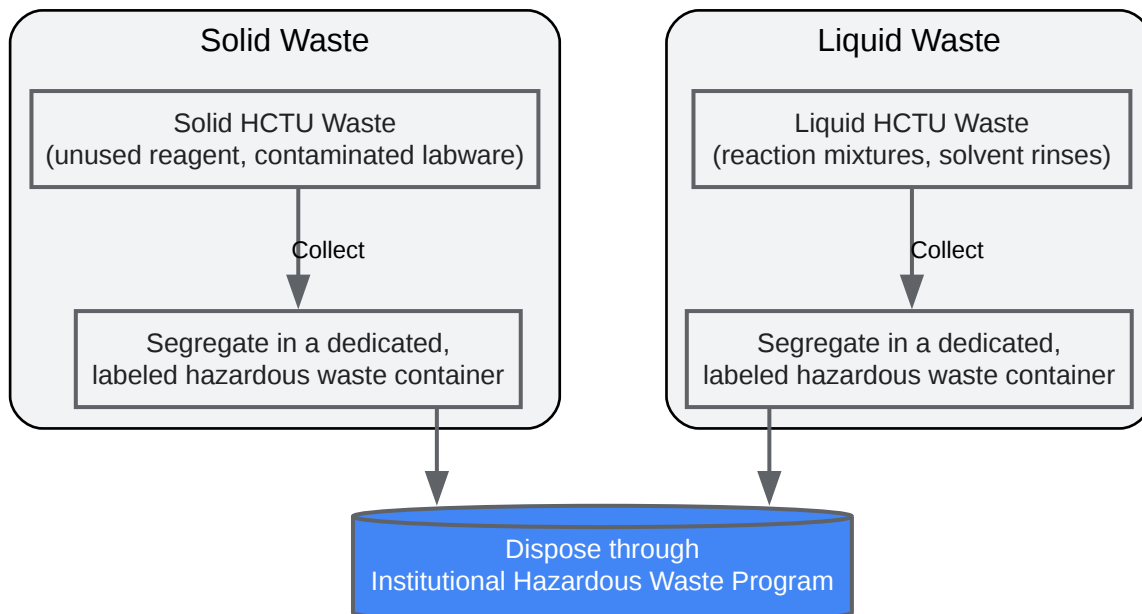 Solid Waste
Solid HCTU Waste
(unused reagent, contaminated labware)
Collect
Segregate in a dedicated,
labeled hazardous waste container
Liquid Waste
Liquid HCTU Waste
(reaction mixtures, solvent rinses)
Collect
Segregate in a dedicated,
labeled hazardous waste container
Dispose through
Institutional Hazardous Waste Program